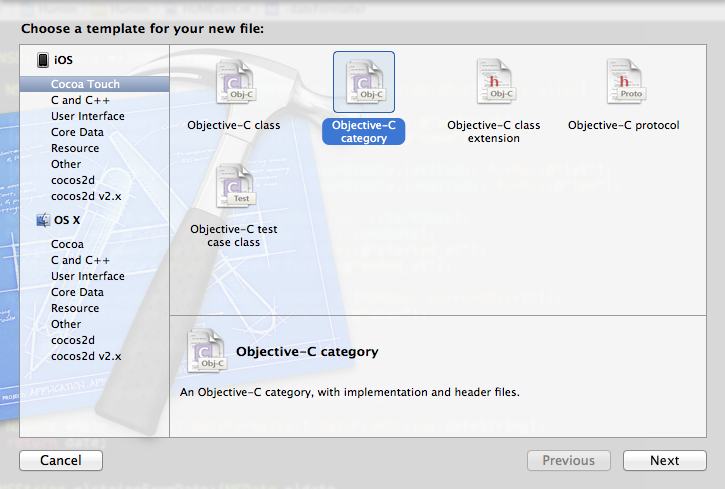 Choose a template for your new file:
iOS
Cocoa Touch
C and C++
User Interface
Core Data
Resource
Other
cocos2d
cocos2d v2.x
OS X
Cocoa
C and C++
User Interface
Core Data
Resource
Other
cocos2d
cocos2d v2.x
PROJECT APPLICATION APP
C Obj-C
Objective-C class
C Obj-C
Objective-C
category
h Obj-C
Objective-C class
extension
h Proto
Objective-C protocol
C Test
Objective-C test
case class
C Obj-C
Objective-C category
An Objective-C category, with implementation and header files.
Cancel
Previous
Next